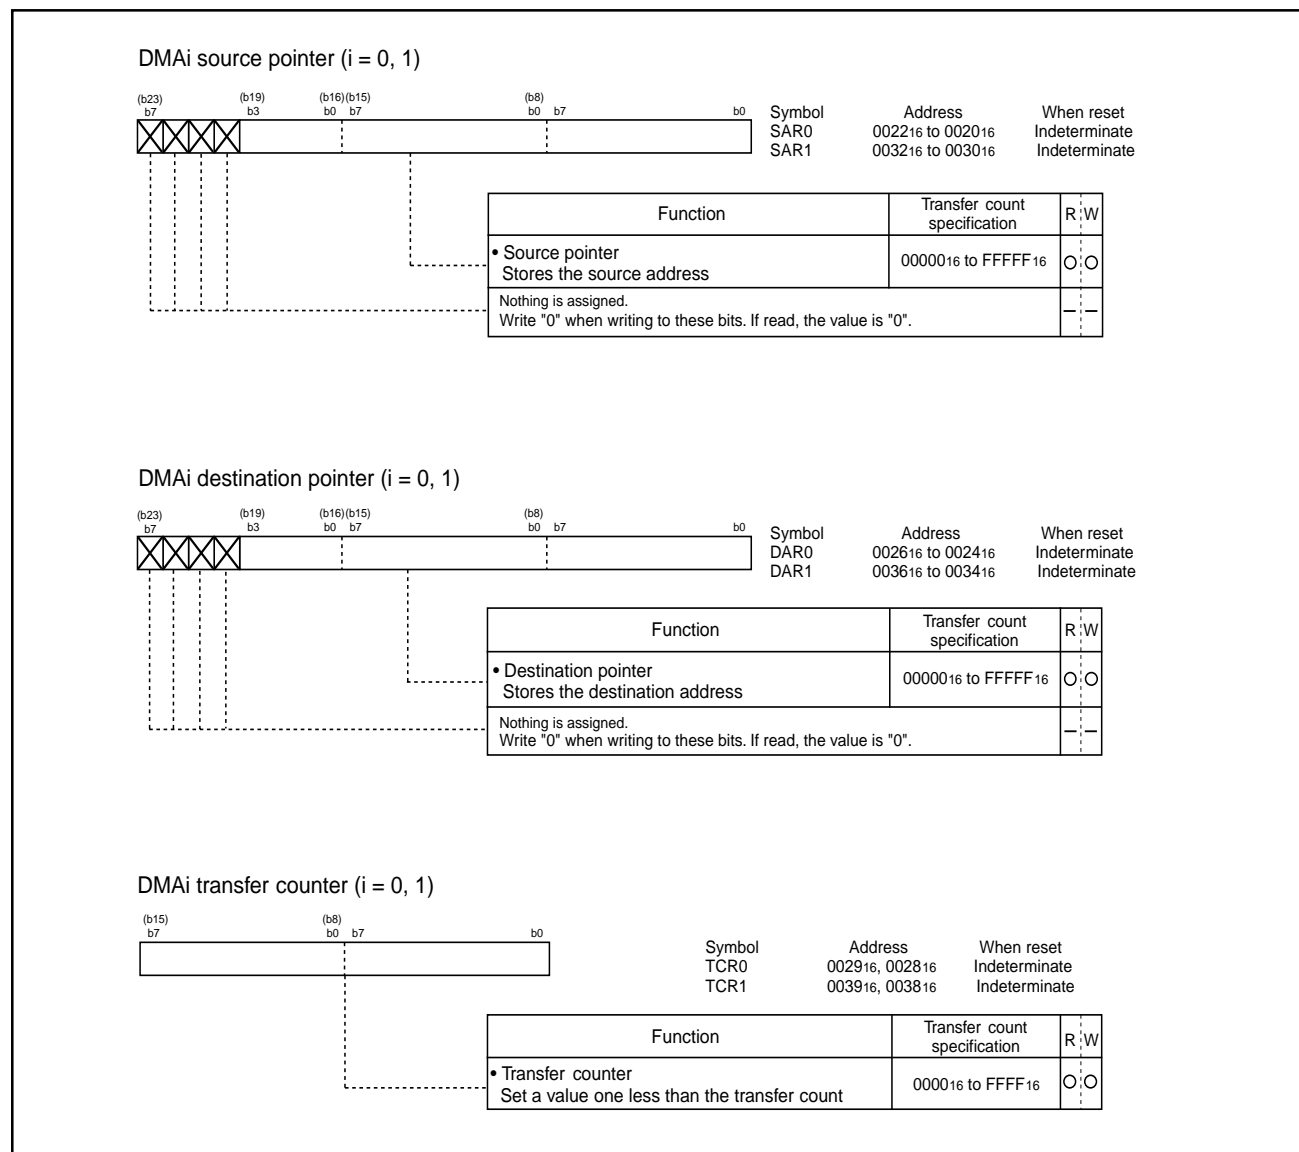 DMAi source pointer (i = 0, 1)
(b23) (b19) (b16)(b15) (b8)
b7 b3 b0 b7 b0 b7 b0
Symbol Address When reset
SAR0 002216 to 002016 Indeterminate
SAR1 003216 to 003016 Indeterminate
Function Transfer count specification R W
• Source pointer
Stores the source address
0000016 to FFFFF16
Nothing is assigned.
Write "0" when writing to these bits. If read, the value is "0".
DMAi destination pointer (i = 0, 1)
(b23) (b19) (b16)(b15) (b8)
b7 b3 b0 b7 b0 b7 b0
Symbol Address When reset
DAR0 002616 to 002416 Indeterminate
DAR1 003616 to 003416 Indeterminate
Function Transfer count specification R W
• Destination pointer
Stores the destination address
0000016 to FFFFF16
Nothing is assigned.
Write "0" when writing to these bits. If read, the value is "0".
DMAi transfer counter (i = 0, 1)
(b15) (b8)
b7 b0 b7 b0
Symbol Address When reset
TCR0 002916, 002816 Indeterminate
TCR1 003916, 003816 Indeterminate
Function Transfer count specification R W
• Transfer counter
Set a value one less than the transfer count
000016 to FFFF16